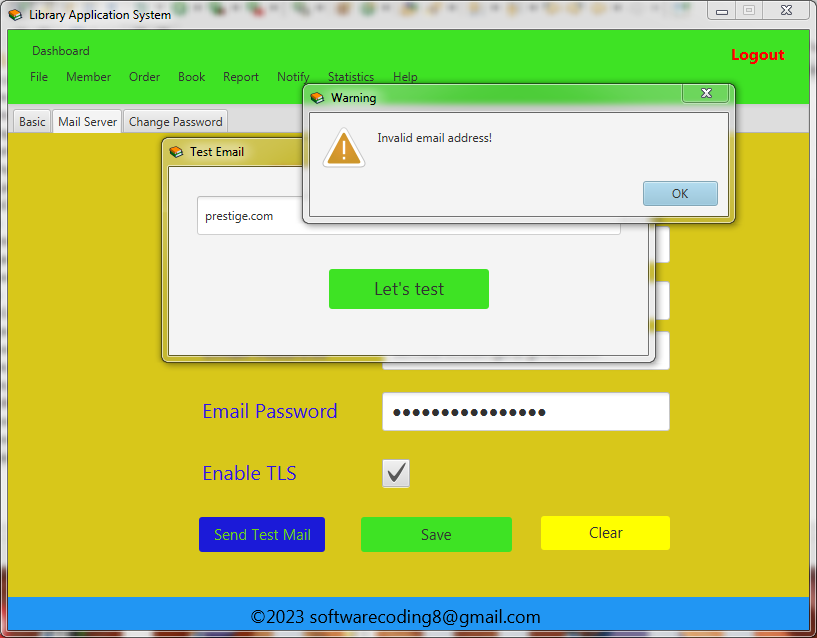 Library Application System
Dashboard
Logout
File Member Order Book Report Notify Statistics Help
Warning
Basic Mail Server Change Password
Invalid email address!
Test Email
OK
prestige.com
Let's test
Email Password
Enable TLS
Send Test Mail Save Clear
©2023 softwarecoding8@gmail.com